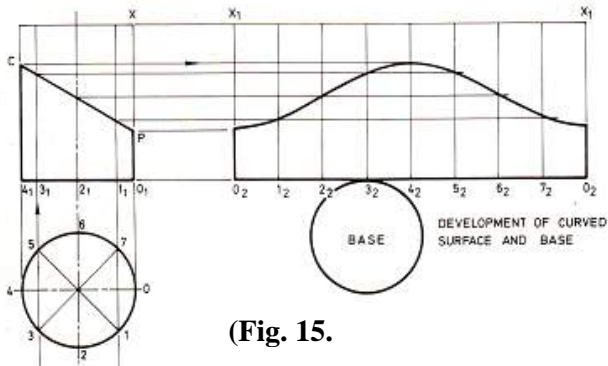 X X₁ X₁
C
P
4₁ 3₁ 2₁ 1₁ 0₁ 0₂ 1₂ 2₂ 3₂ 4₂ 5₂ 6₂ 7₂ 0₂
6
5 7
4 0
3 1
2
BASE
DEVELOPMENT OF CURVED
SURFACE AND BASE
(Fig. 15.